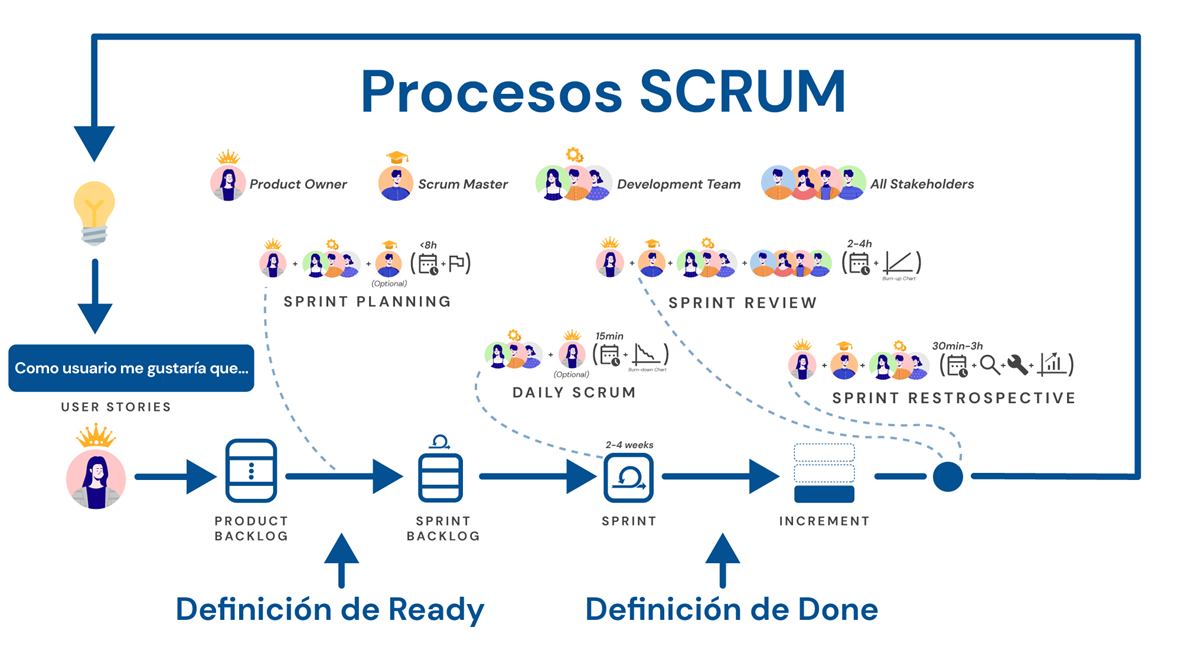 Procesos SCRUM
Product Owner
Scrum Master
Development Team
All Stakeholders
<8h
(Optional)
SPRINT PLANNING
2-4h
Burn-up Chart
SPRINT REVIEW
15min
(Optional)
Burn-down Chart
DAILY SCRUM
30min-3h
SPRINT RESTROSPECTIVE
Como usuario me gustaría que...
USER STORIES
2-4 weeks
PRODUCT
BACKLOG
SPRINT
BACKLOG
SPRINT
INCREMENT
Definición de Ready
Definición de Done